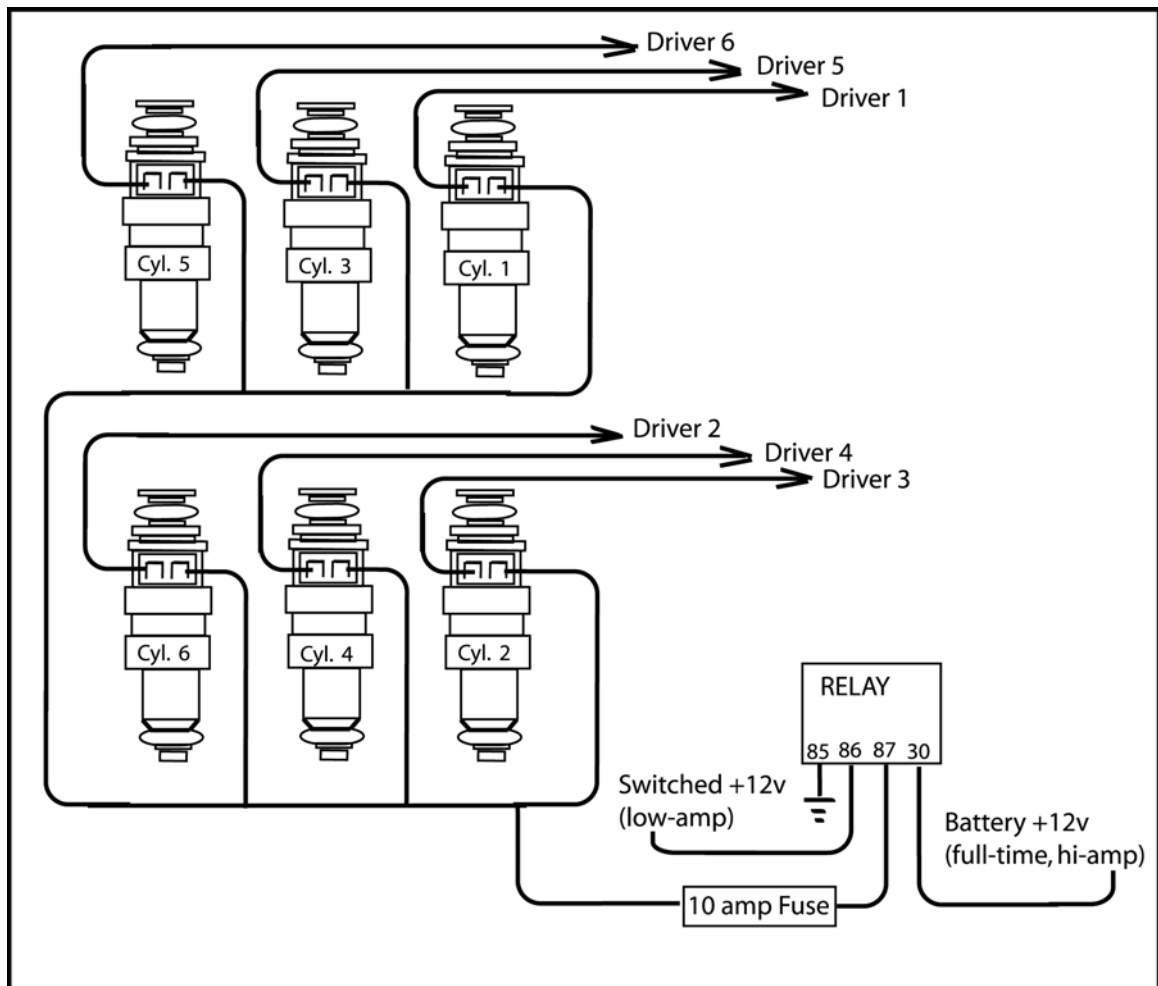 Driver 6
Driver 5
Driver 1
Cyl. 5
Cyl. 3
Cyl. 1
Driver 2
Driver 4
Driver 3
Cyl. 6
Cyl. 4
Cyl. 2
RELAY
85 86 87 30
Switched +12v
(low-amp)
Battery +12v
(full-time, hi-amp)
10 amp Fuse